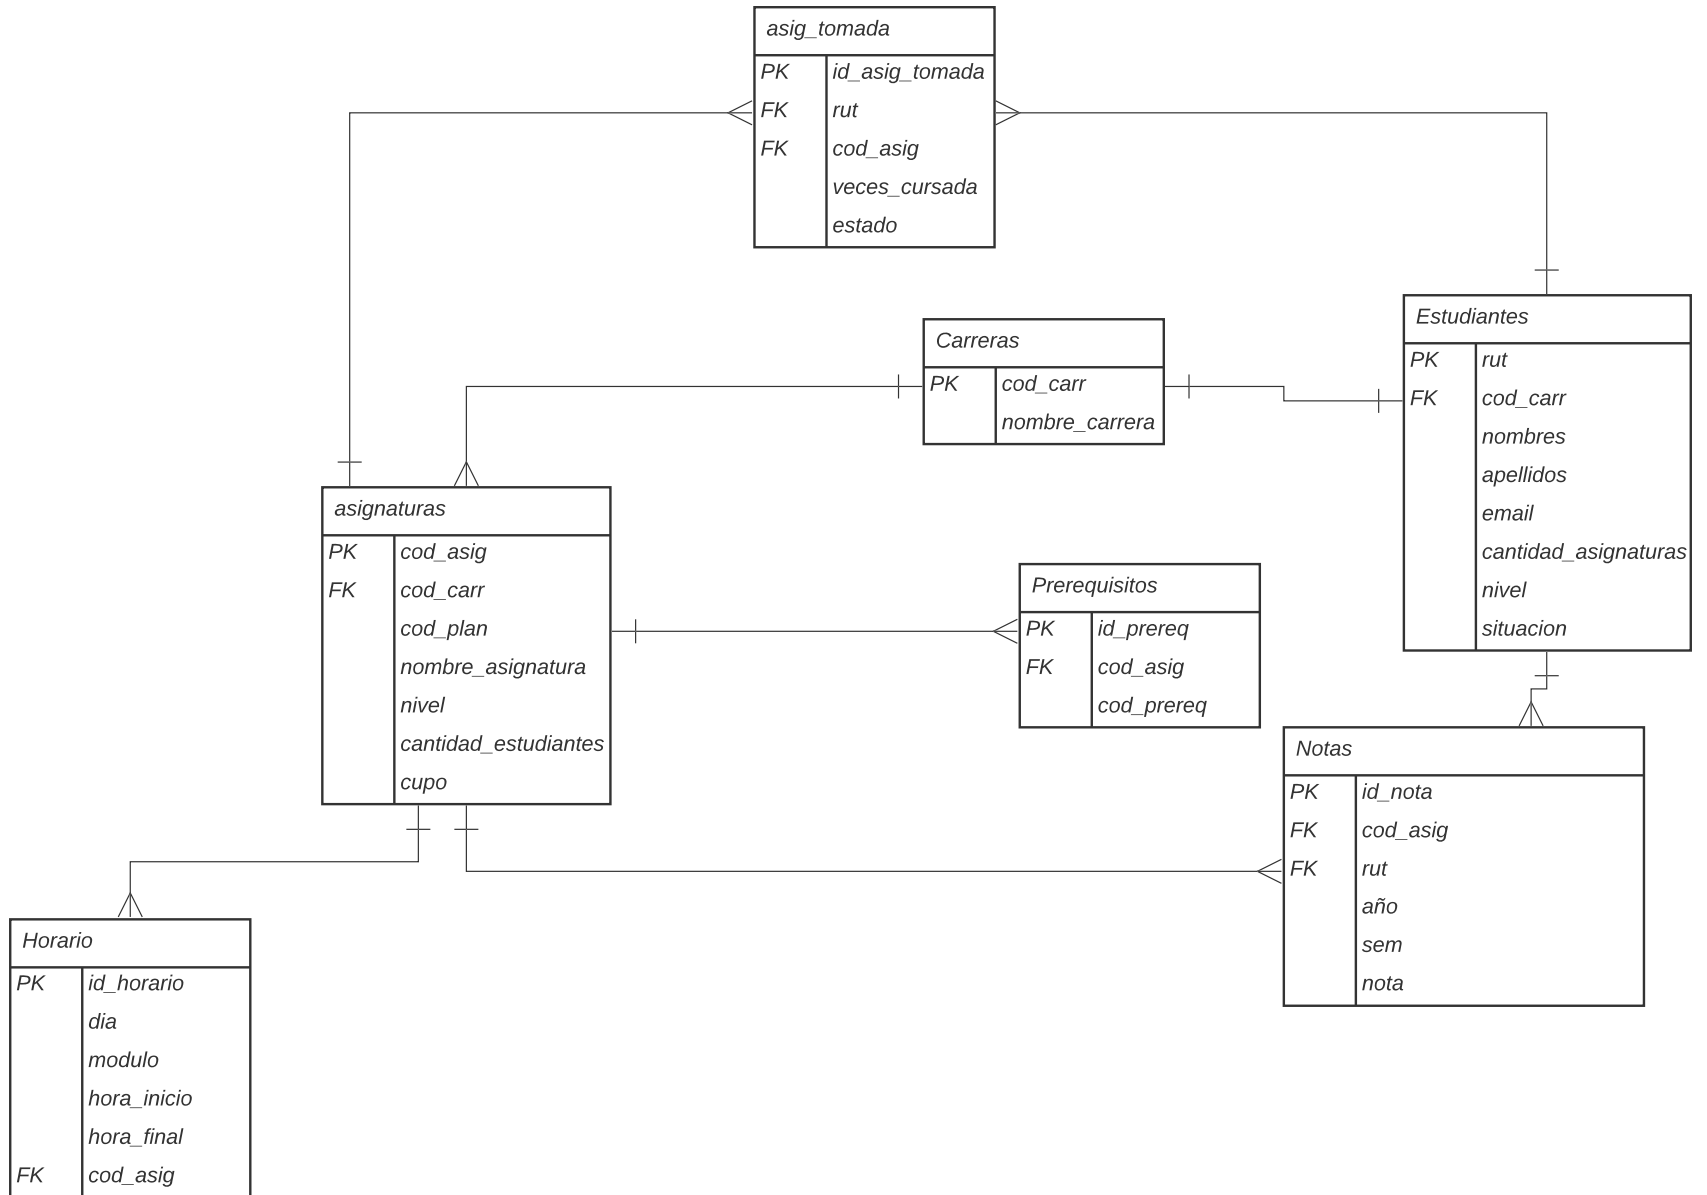 asig_tomada
PK id_asig_tomada
FK rut
FK cod_asig
veces_cursada
estado
Carreras
PK cod_carr
nombre_carrera
Estudiantes
PK rut
FK cod_carr
nombres
apellidos
email
cantidad_asignaturas
nivel
situacion
asignaturas
PK cod_asig
FK cod_carr
cod_plan
nombre_asignatura
nivel
cantidad_estudiantes
cupo
Prerequisitos
PK id_prereq
FK cod_asig
cod_prereq
Notas
PK id_nota
FK cod_asig
FK rut
año
sem
nota
Horario
PK id_horario
dia
modulo
hora_inicio
hora_final
FK cod_asig